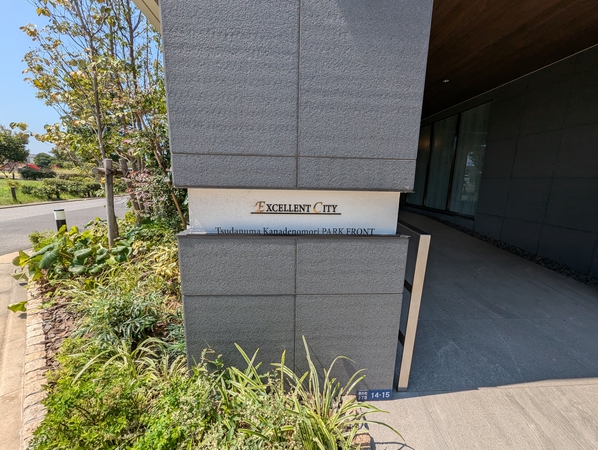 EXCELLENT CITY
Tsudanuma Kanadenomori PARK FRONT
14-15